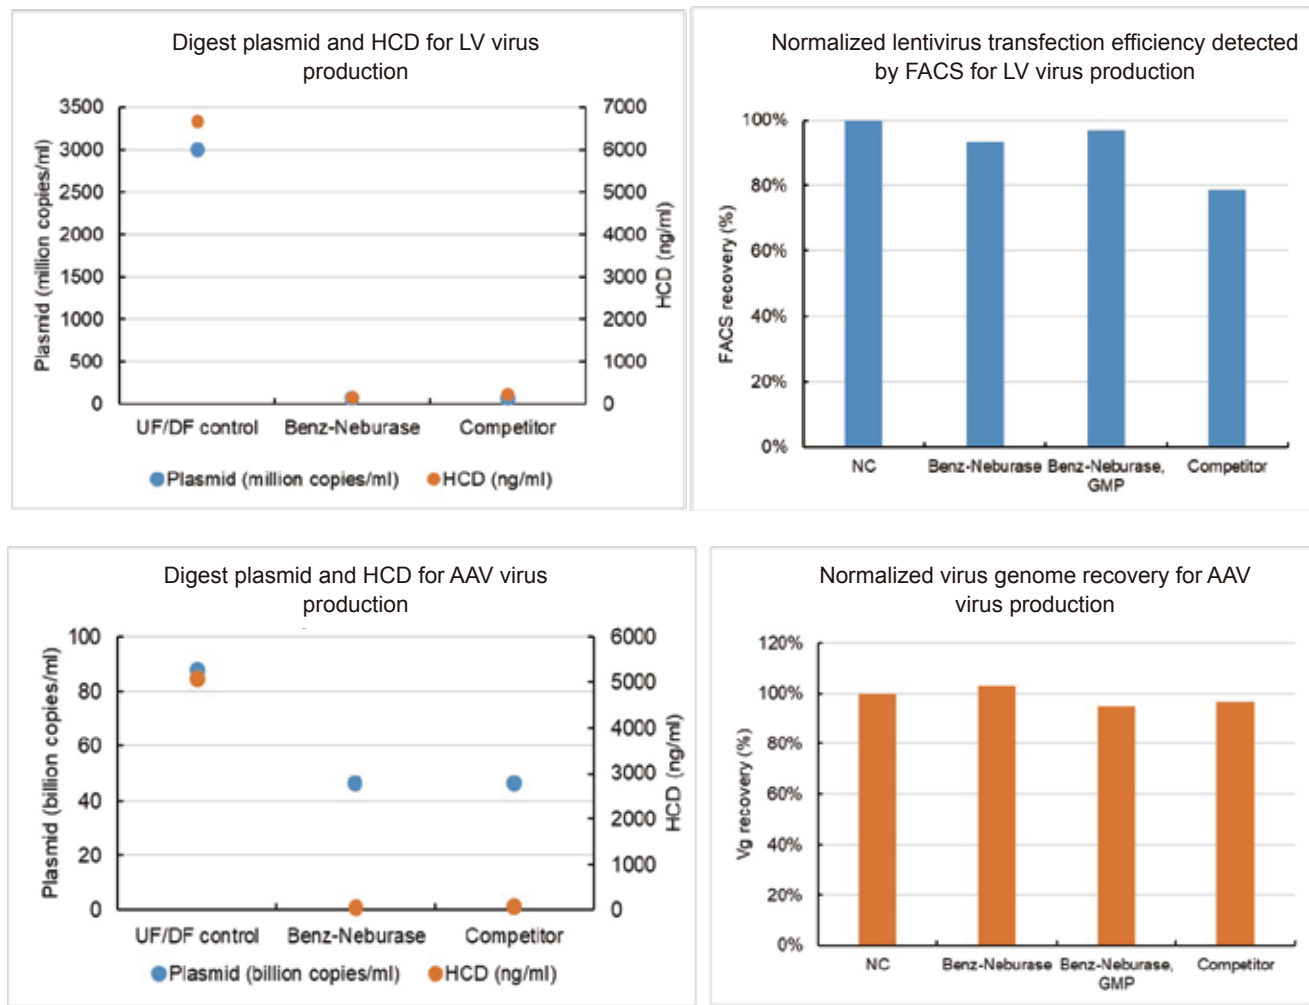 Digest plasmid and HCD for LV virus
production
3500
3000
2500
2000
1500
1000
500
0
Plasmid (million copies/ml)
7000
6000
5000
4000
3000
2000
1000
0
HCD (ng/ml)
UF/DF control
Benz-Neburase
Competitor
Plasmid (million copies/ml)
HCD (ng/ml)
Normalized lentivirus transfection efficiency detected
by FACS for LV virus production
100%
80%
60%
40%
20%
0%
FACS recovery (%)
NC
Benz-Neburase
Benz-Neburase,
GMP
Competitor
Digest plasmid and HCD for AAV virus
production
100
80
60
40
20
0
Plasmid (billion copies/ml)
6000
5000
4000
3000
2000
1000
0
HCD (ng/ml)
UF/DF control
Benz-Neburase
Competitor
Plasmid (billion copies/ml)
HCD (ng/ml)
Normalized virus genome recovery for AAV
virus production
120%
100%
80%
60%
40%
20%
0%
Vg recovery (%)
NC
Benz-Neburase
Benz-Neburase,
GMP
Competitor